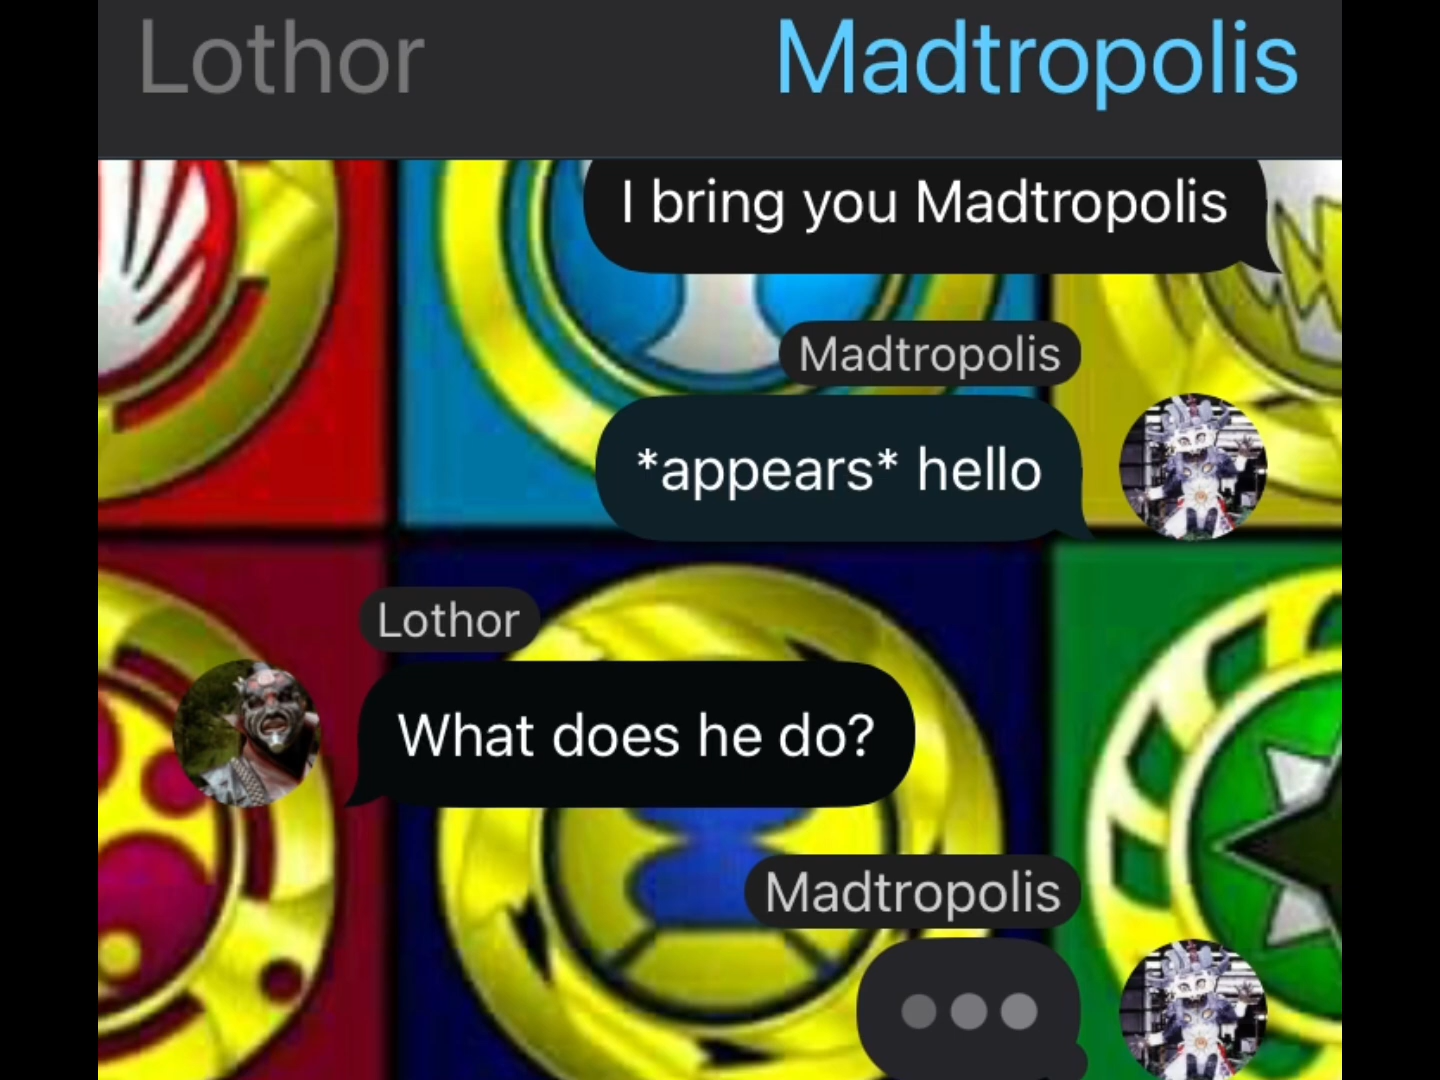 Lothor
Madtropolis
I bring you Madtropolis
Madtropolis
*appears* hello
Lothor
What does he do?
Madtropolis